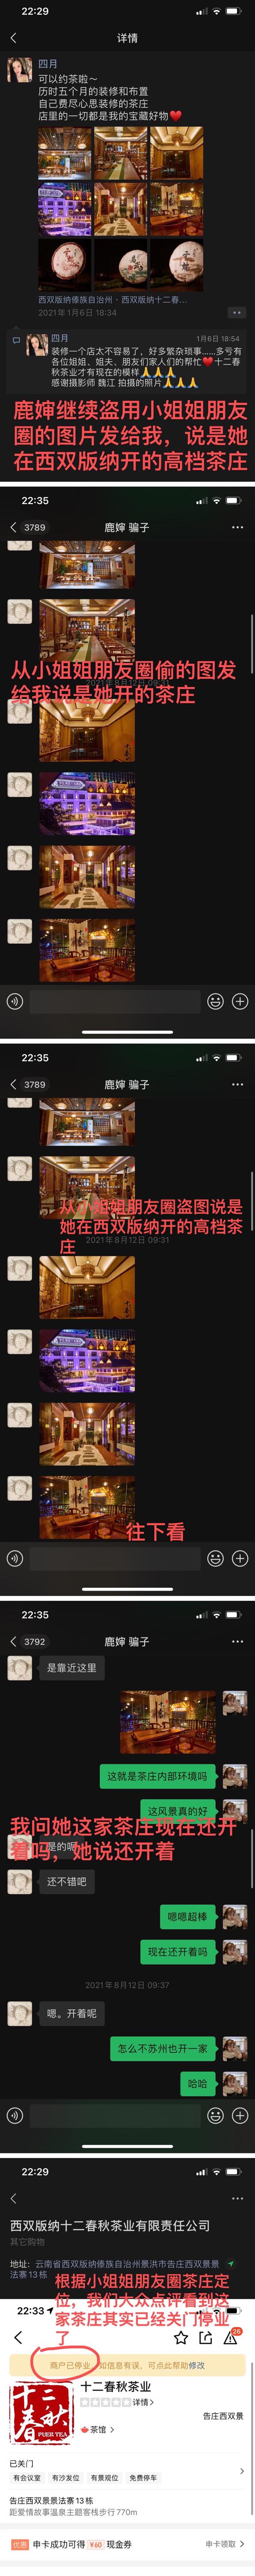 22:29
详情
四月
可以约茶啦～
历时五个月的装修和布置
自己费尽心思装修的茶庄
店里的一切都是我的宝藏好物❤️
西双版纳傣族自治州·西双版纳十二春...
2021年1月6日 18:34
四月
1月6日 18:54
装修一个店太不容易了，好多繁杂琐事......多亏有
各位姐姐、姐夫、朋友们家人们的帮忙❤️十二春
秋茶业才有现在的模样🙏🙏🙏
感谢摄影师 魏江 拍摄的照片🙏🙏🙏
鹿婶继续盗用小姐姐朋友
圈的图片发给我，说是她
在西双版纳开的高档茶庄
22:35
3789
鹿婶 骗子
从小姐姐朋友圈偷的图发
给我说是她开的茶庄
2021年8月12日 09:31
22:35
3789
鹿婶 骗子
从小姐姐朋友圈盗图说是
她在西双版纳开的高档茶
庄
2021年8月12日 09:31
往下看
22:35
3792
鹿婶 骗子
是靠近这里
这就是茶庄内部环境吗
这风景真的好
我问她这家茶庄现在还开
着吗，她说还开着
是的呢
还不错吧
嗯嗯超棒
现在还开着吗
2021年8月12日 09:37
嗯。开着呢
怎么不苏州也开一家
哈哈
22:29
西双版纳十二春秋茶业有限责任公司
其它购物
地址：云南省西双版纳傣族自治州景洪市告庄西双景景
法寨13栋
根据小姐姐朋友圈茶庄定
位，我们大众点评看到这
家茶庄其实已经关门停业
了
22:33
26
商户已停业，如信息有误，可点此帮助修改
十二春秋
PUER TEA
十二春秋茶业
详情
茶馆
告庄西双景
已关门
有会议室
有沙发位
有景观位
免费停车
告庄西双景景法寨13栋
距爱情故事温泉主题客栈步行770m
优惠
申卡成功可得 ¥60 现金券
申卡领取